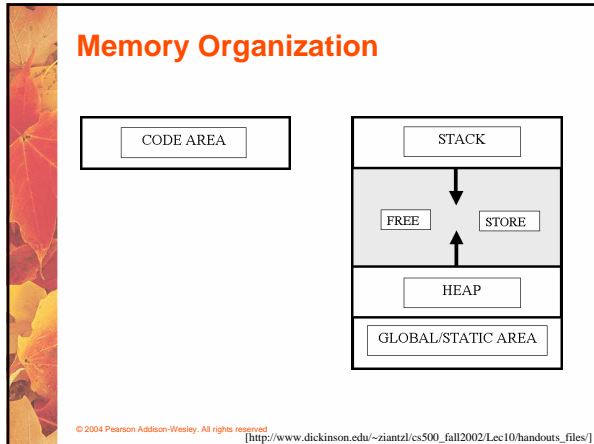 Memory Organization
CODE AREA
STACK
FREE
STORE
HEAP
GLOBAL/STATIC AREA
© 2004 Pearson Addison-Wesley. All rights reserved
[http://www.dickinson.edu/~ziantzl/cs500_fall2002/Lec10/handouts_files/]